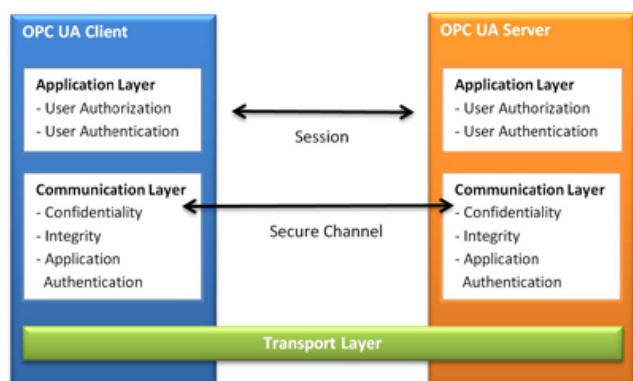 OPC UA Client
Application Layer
- User Authorization
- User Authentication
Communication Layer
- Confidentiality
- Integrity
- Application
Authentication
Session
Secure Channel
OPC UA Server
Application Layer
- User Authorization
- User Authentication
Communication Layer
- Confidentiality
- Integrity
- Application
Authentication
Transport Layer